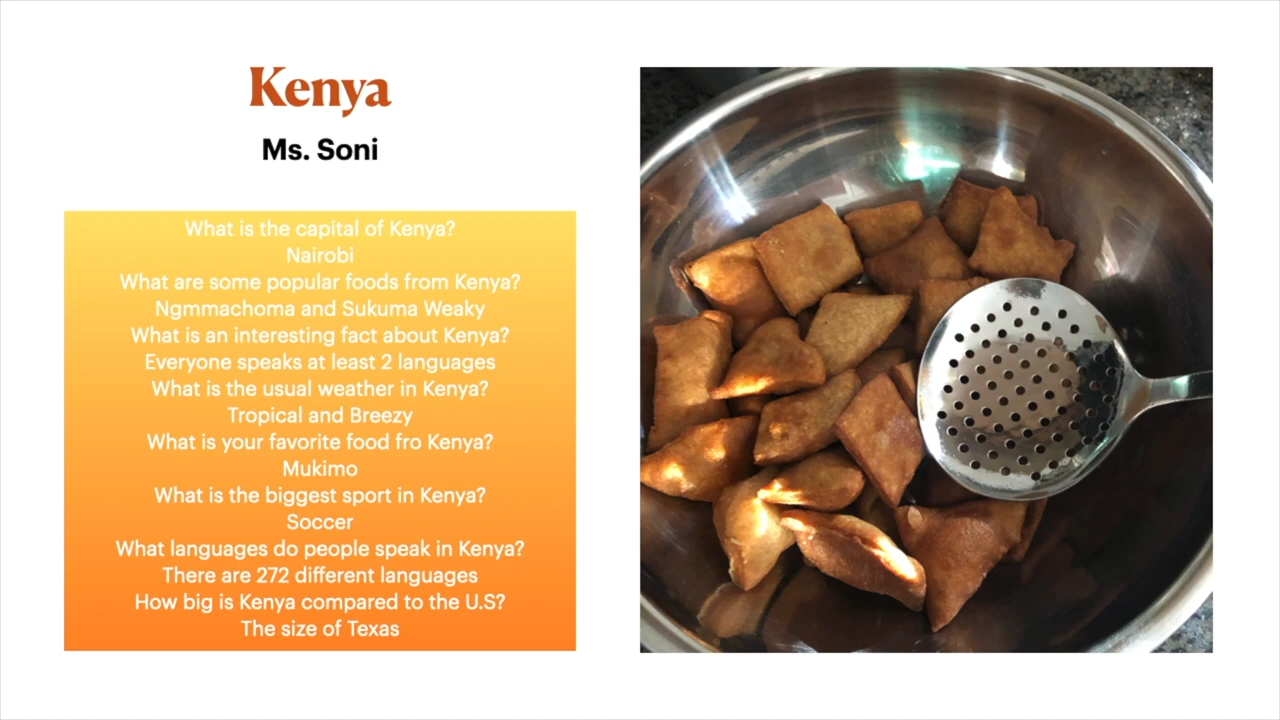 Kenya
Ms. Soni
What is the capital of Kenya?
Nairobi
What are some popular foods from Kenya?
Ngmmachoma and Sukuma Weaky
What is an interesting fact about Kenya?
Everyone speaks at least 2 languages
What is the usual weather in Kenya?
Tropical and Breezy
What is your favorite food fro Kenya?
Mukimo
What is the biggest sport in Kenya?
Soccer
What languages do people speak in Kenya?
There are 272 different languages
How big is Kenya compared to the U.S?
The size of Texas